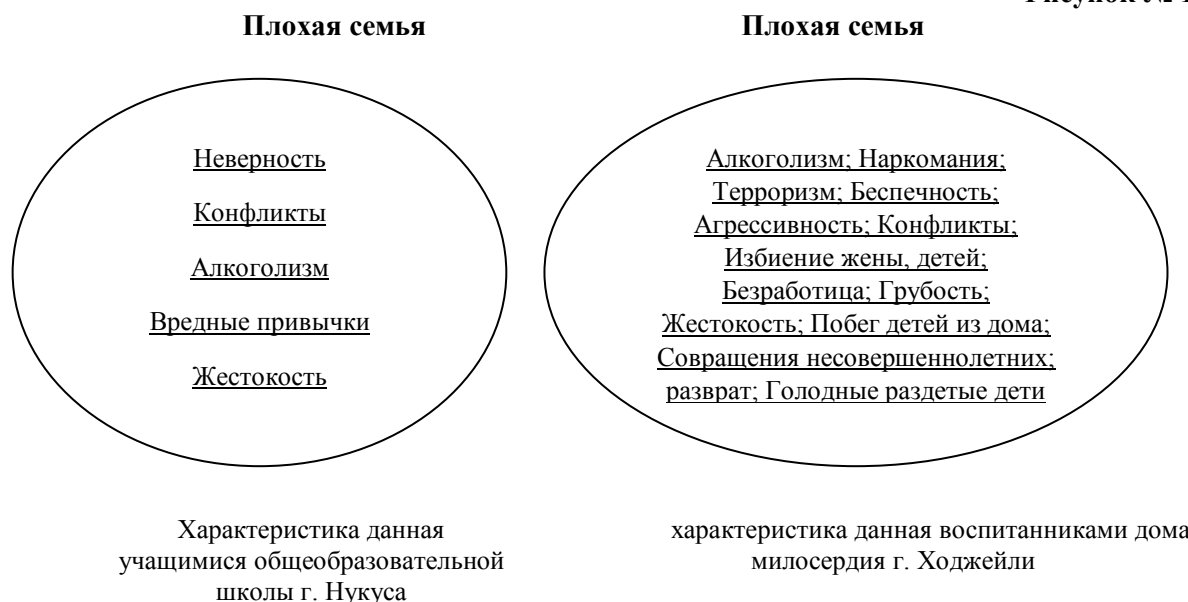 Плохая семья
Неверность
Конфликты
Алкоголизм
Вредные привычки
Жестокость
Характеристика данная
учащимися общеобразовательной
школы г. Нукуса
Плохая семья
Алкоголизм; Наркомания;
Терроризм; Беспечность;
Агрессивность; Конфликты;
Избиение жены, детей;
Безработица; Грубость;
Жестокость; Побег детей из дома;
Совращения несовершеннолетних;
разврат; Голодные раздетые дети
характеристика данная воспитанниками дома
милосердия г. Ходжейли